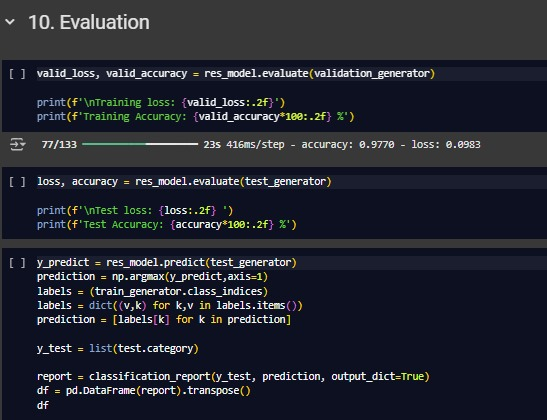 10. Evaluation
[ ] valid_loss, valid_accuracy = res_model.evaluate(validation_generator)
print(f'\nTraining loss: {valid_loss:.2f}')
print(f'Training Accuracy: {valid_accuracy*100:.2f} %')
77/133 23s 416ms/step - accuracy: 0.9770 - loss: 0.0983
[ ] loss, accuracy = res_model.evaluate(test_generator)
print(f'\nTest loss: {loss:.2f} ')
print(f'Test Accuracy: {accuracy*100:.2f} %')
[ ] y_predict = res_model.predict(test_generator)
prediction = np.argmax(y_predict,axis=1)
labels = (train_generator.class_indices)
labels = dict((v,k) for k,v in labels.items())
prediction = [labels[k] for k in prediction]
y_test = list(test.category)
report = classification_report(y_test, prediction, output_dict=True)
df = pd.DataFrame(report).transpose()
df